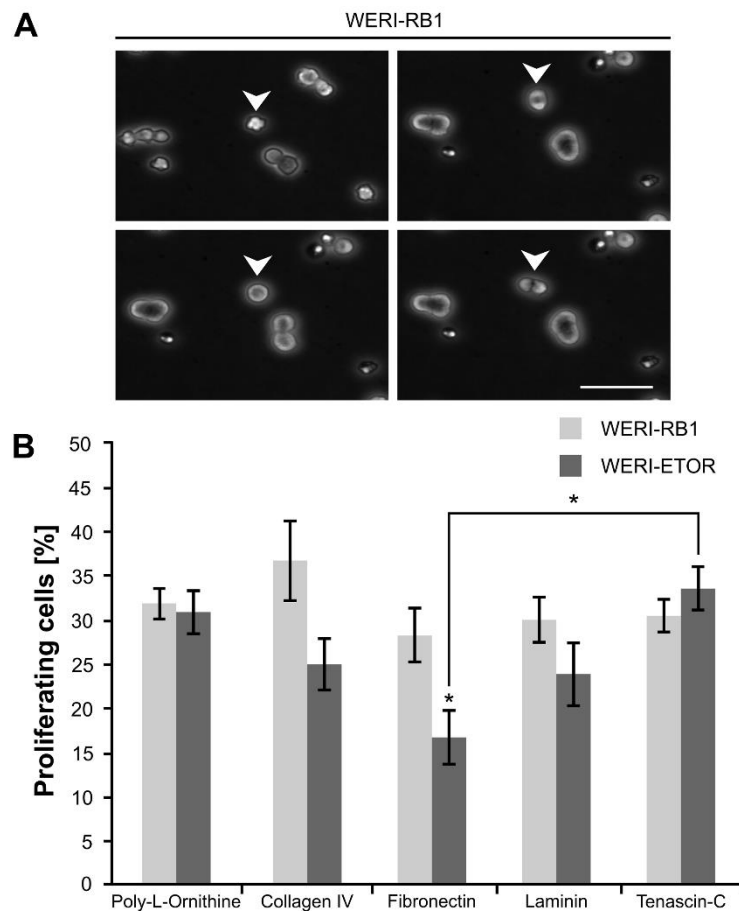 A
WERI-RB1
B
WERI-RB1
WERI-ETOR
Proliferating cells [%]
50
45
40
35
30
25
20
15
10
5
0
*
*
Poly-L-Ornithine Collagen IV Fibronectin Laminin Tenascin-C